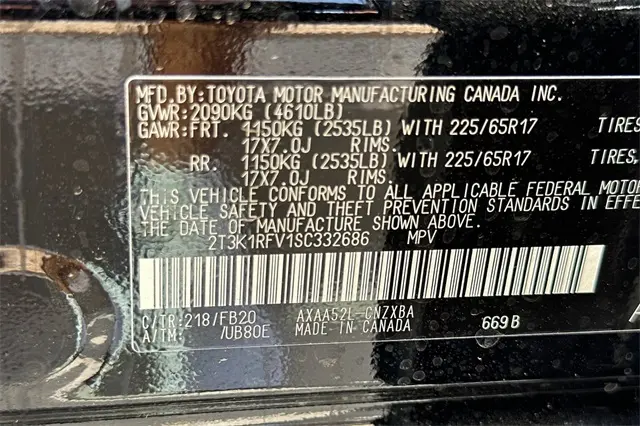 MFD.BY:TOYOTA MOTOR MANUFACTURING CANADA INC.
GVWR:2090KG (4610LB)
GAWR:FRT. 1150KG (2535LB) WITH 225/65R17 TIRES
17X7.0J RIMS.
RR. 1150KG (2535LB) WITH 225/65R17 TIRES,
17X7.0J RIMS.
THIS VEHICLE CONFORMS TO ALL APPLICABLE FEDERAL MOTO
VEHICLE SAFETY AND THEFT PREVENTION STANDARDS IN EFFE
THE DATE OF MANUFACTURE SHOWN ABOVE.
2T3K1RFV1SC332686 MPV
C/TR:218/FB20 AXAA52L-CNZXBA
A/TM: /UB80E MADE IN CANADA 669B